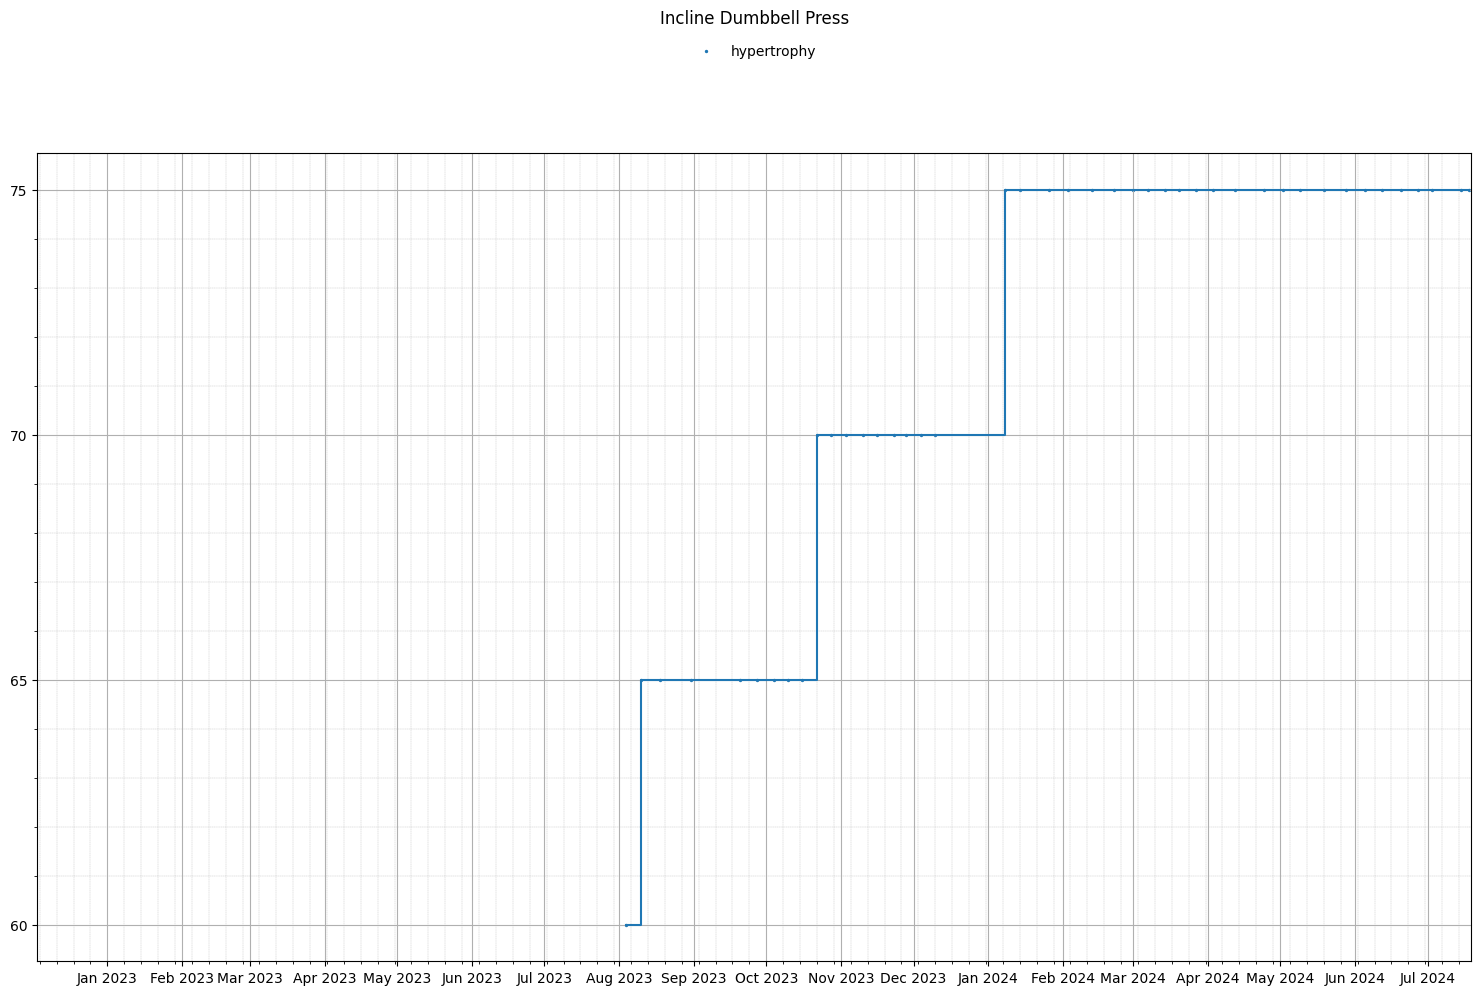 Incline Dumbbell Press
hypertrophy
75
70
65
60
Jan 2023 Feb 2023 Mar 2023 Apr 2023 May 2023 Jun 2023 Jul 2023 Aug 2023 Sep 2023 Oct 2023 Nov 2023 Dec 2023 Jan 2024 Feb 2024 Mar 2024 Apr 2024 May 2024 Jun 2024 Jul 2024